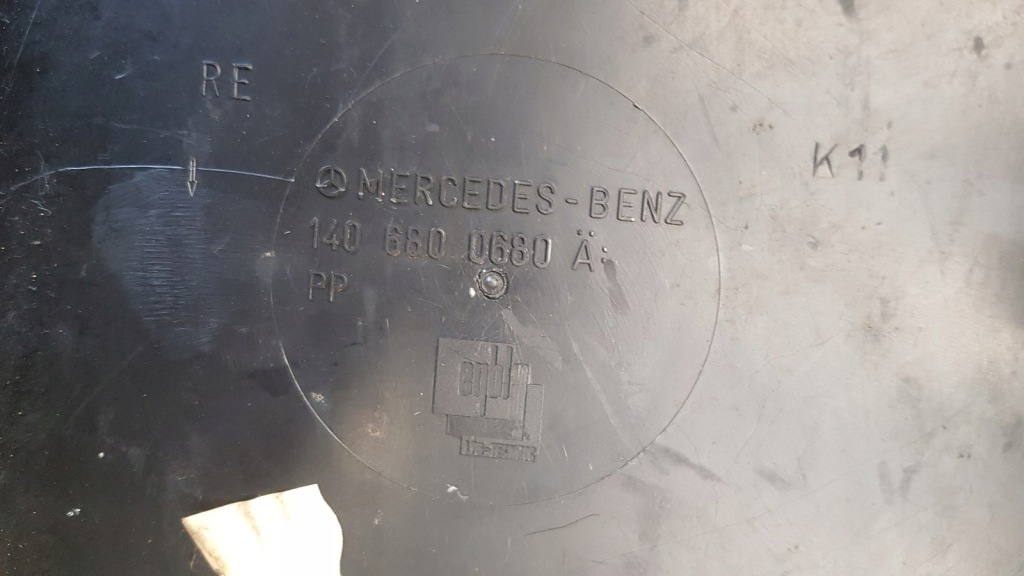 RE
K11
MERCEDES-BENZ
140 680 0680 Ä:
PP